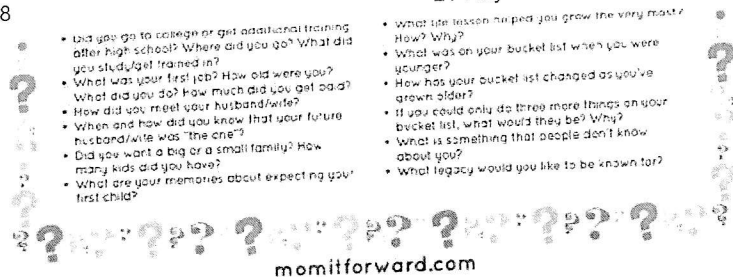 8
• Did you go to college or get additional training
after high school? Where did you go? What did
you study/get trained in?
• What was your first job? How old were you?
What did you do? How much did you get paid?
• How did you meet your husband/wife?
• When and how did you know that your future
husband/wife was "the one"?
• Did you want a big or a small family? How
many kids did you have?
• What are your memories about expecting your
first child?
• What life lesson helped you grow the very most?
How? Why?
• What was on your bucket list when you were
younger?
• How has your bucket list changed as you've
grown older?
• If you could only do three more things on your
bucket list, what would they be? Why?
• What is something that people don't know
about you?
• What legacy would you like to be known for?
momitforward.com